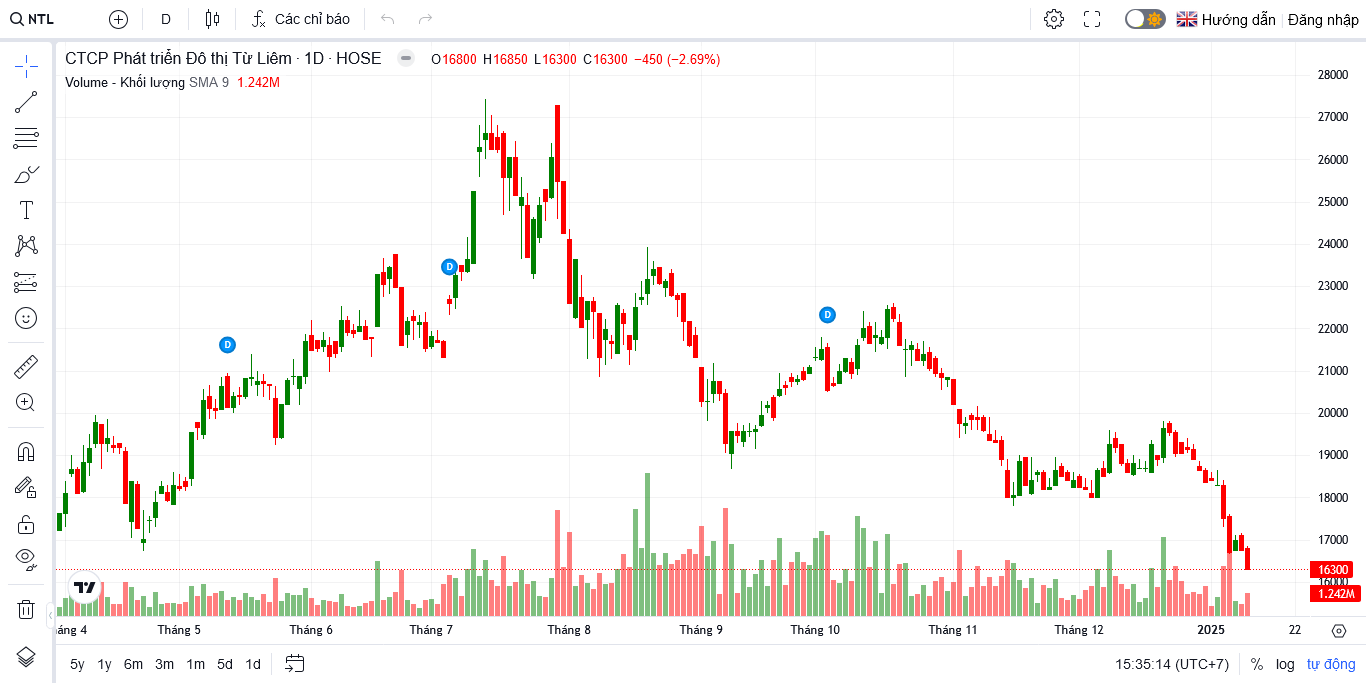 NTL D Các chỉ báo Hướng dẫn Đăng nhập
CTCP Phát triển Đô thị Từ Liêm · 1D · HOSE O16800 H16850 L16300 C16300 −450 (−2.69%)
Volume - Khối lượng SMA 9 1.242M
28000
27000
26000
25000
24000
23000
22000
21000
20000
19000
18000
17000
16300
16000
1.242M
D
D
D
áng 4 Tháng 5 Tháng 6 Tháng 7 Tháng 8 Tháng 9 Tháng 10 Tháng 11 Tháng 12 2025 22
5y 1y 6m 3m 1m 5d 1d 15:35:14 (UTC+7) % log tự động